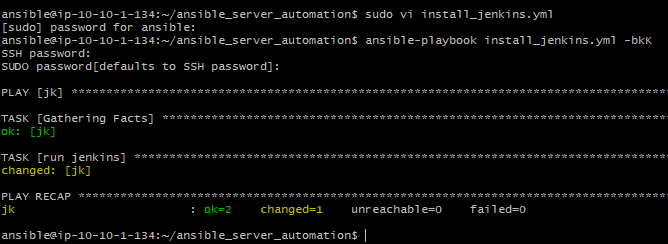 ansible@ip-10-10-1-134:~/ansible_server_automation$ sudo vi install_jenkins.yml
[sudo] password for ansible:
ansible@ip-10-10-1-134:~/ansible_server_automation$ ansible-playbook install_jenkins.yml -bkK
SSH password:
SUDO password[defaults to SSH password]:
PLAY [jk] *************************************************************************************
TASK [Gathering Facts] ************************************************************************
ok: [jk]
TASK [run jenkins] ****************************************************************************
changed: [jk]
PLAY RECAP ************************************************************************************
jk                         : ok=2    changed=1    unreachable=0    failed=0
ansible@ip-10-10-1-134:~/ansible_server_automation$